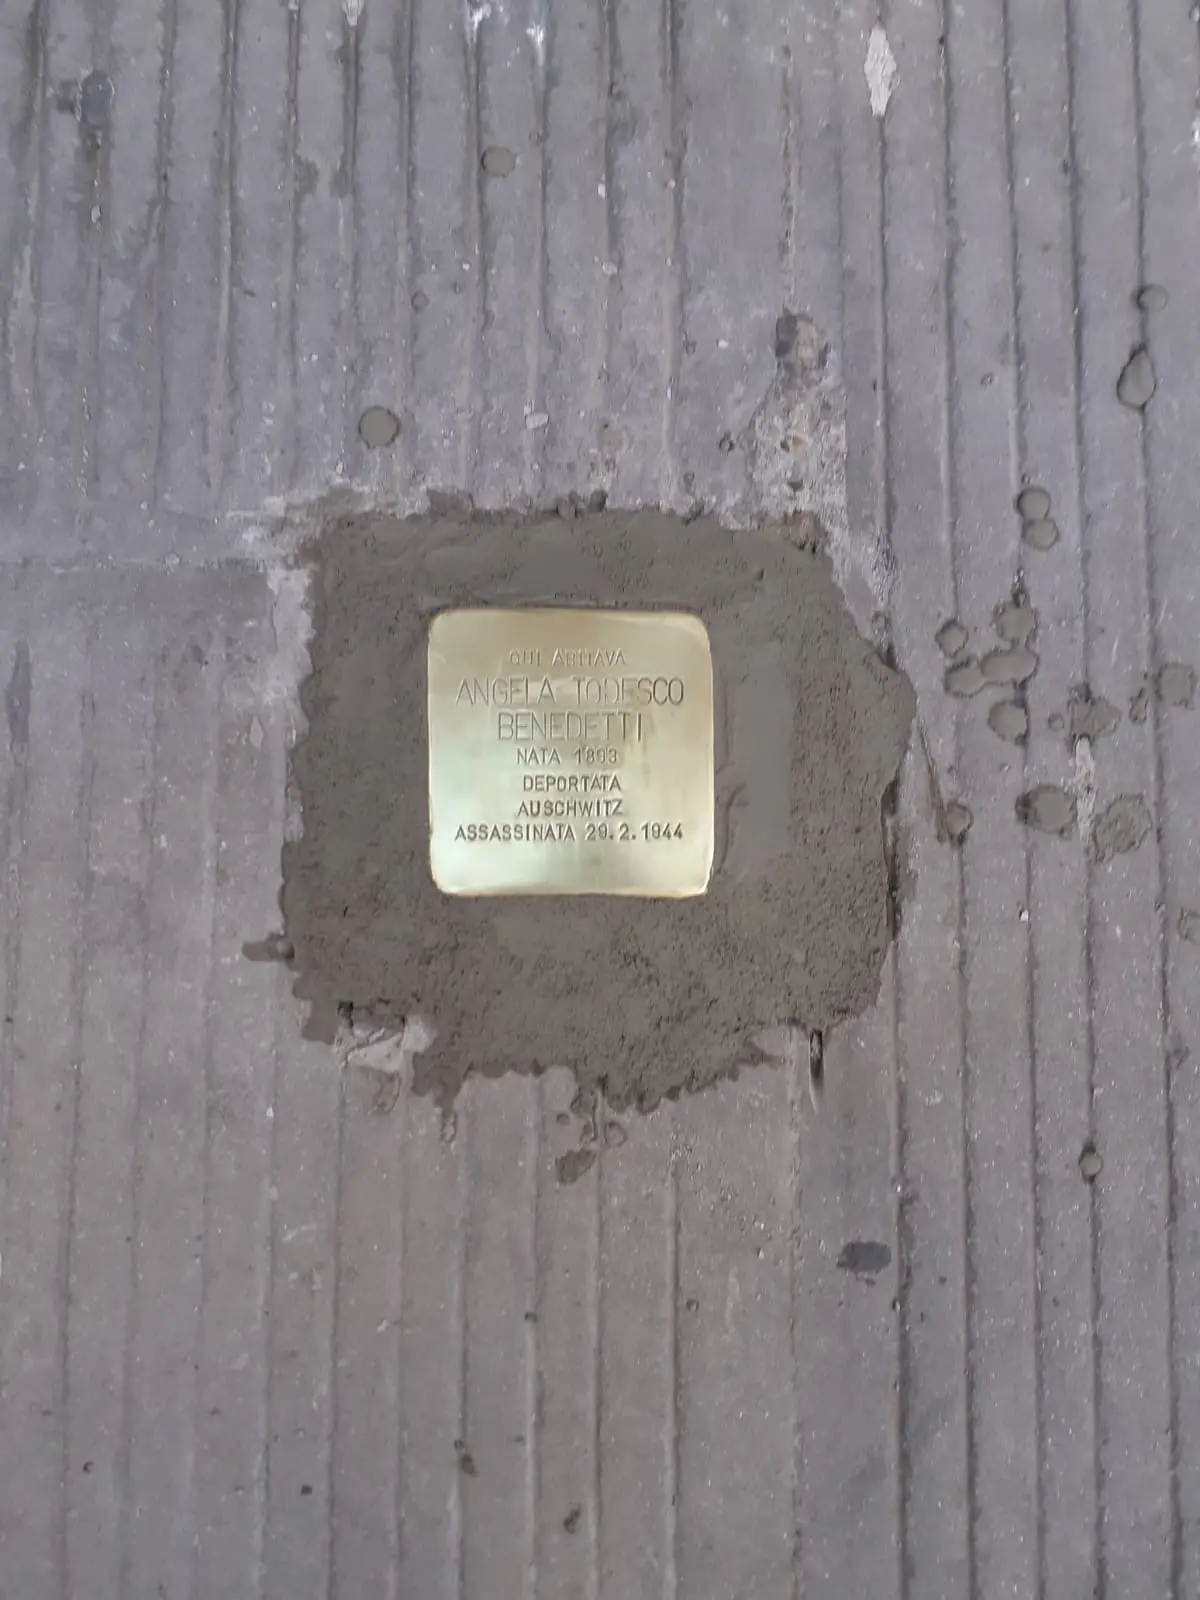 QUI ABITAVA
ANGELA TODESCO
BENEDETTI
NATA 1893
DEPORTATA
AUSCHWITZ
ASSASSINATA 29.2.1944